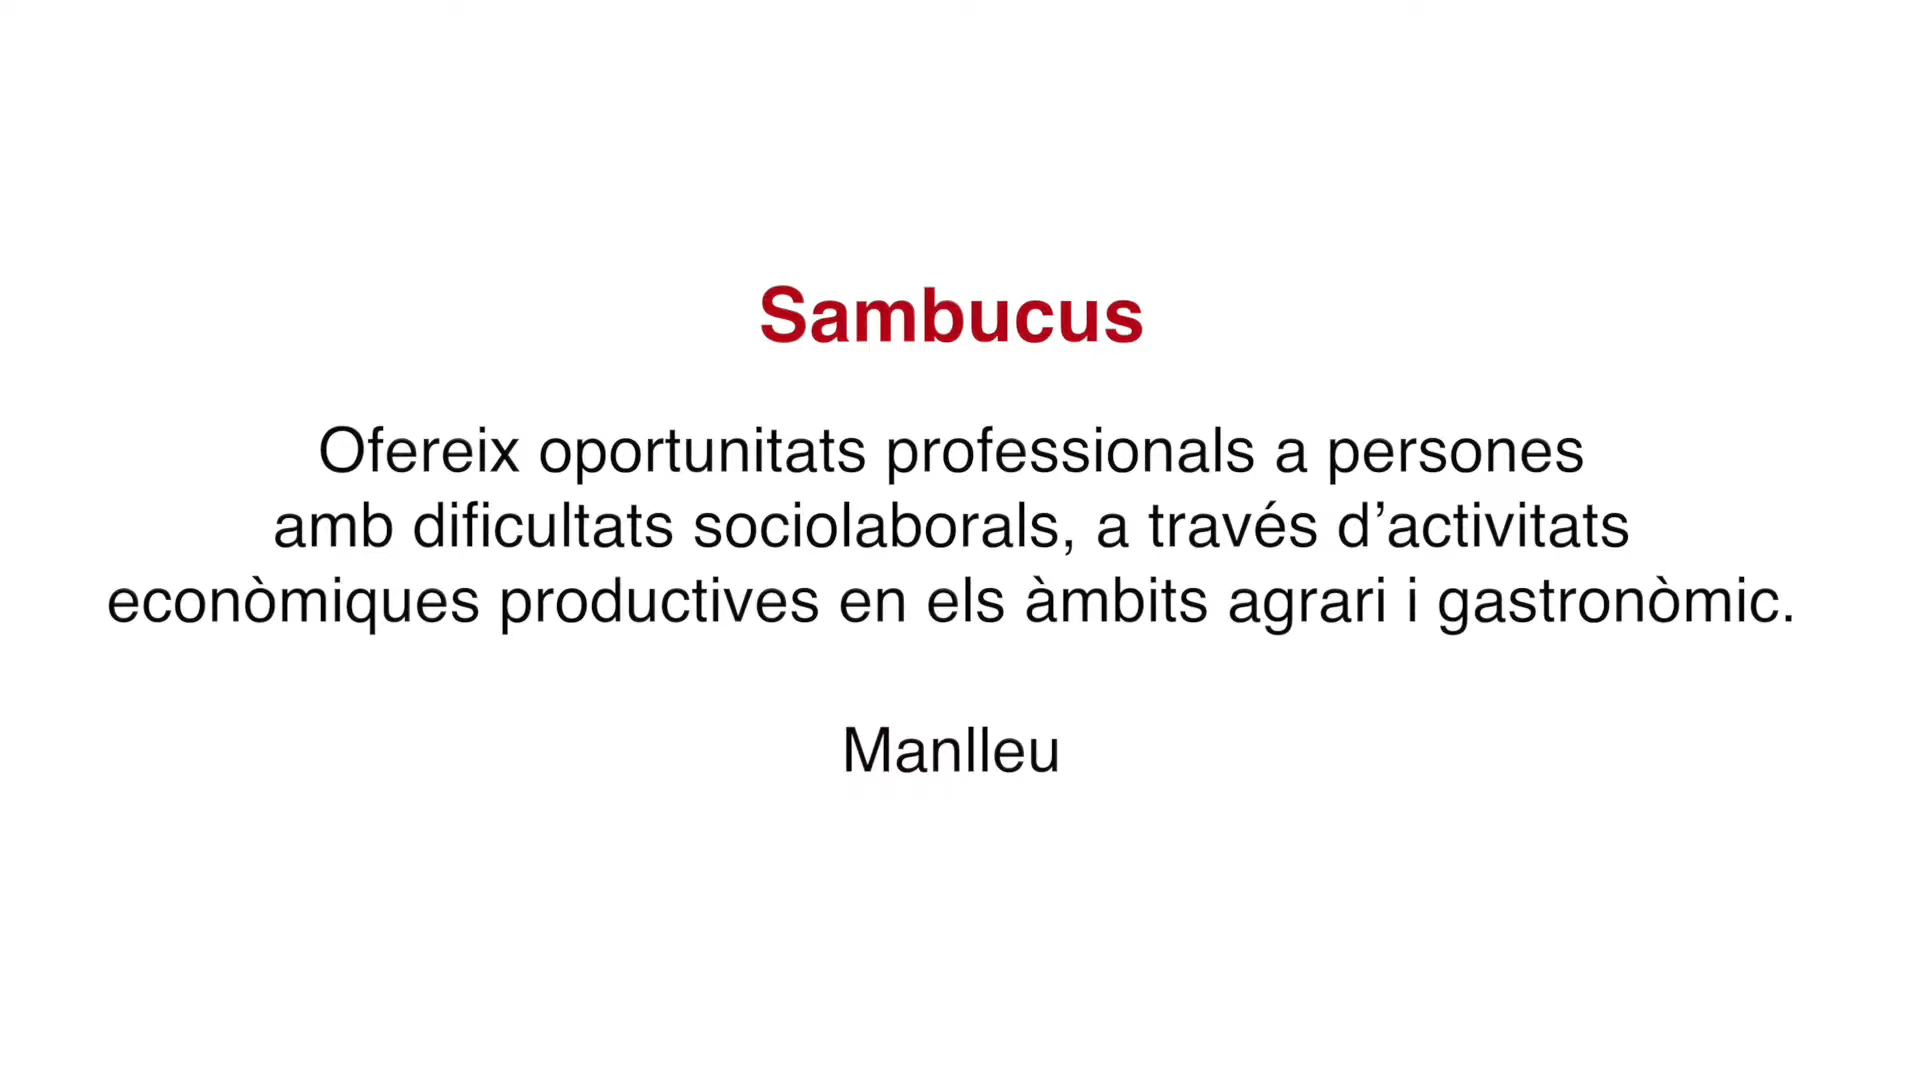 Sambucus
Ofereix oportunitats professionals a persones
amb dificultats sociolaborals, a través d’activitats
econòmiques productives en els àmbits agrari i gastronòmic.
Manlleu